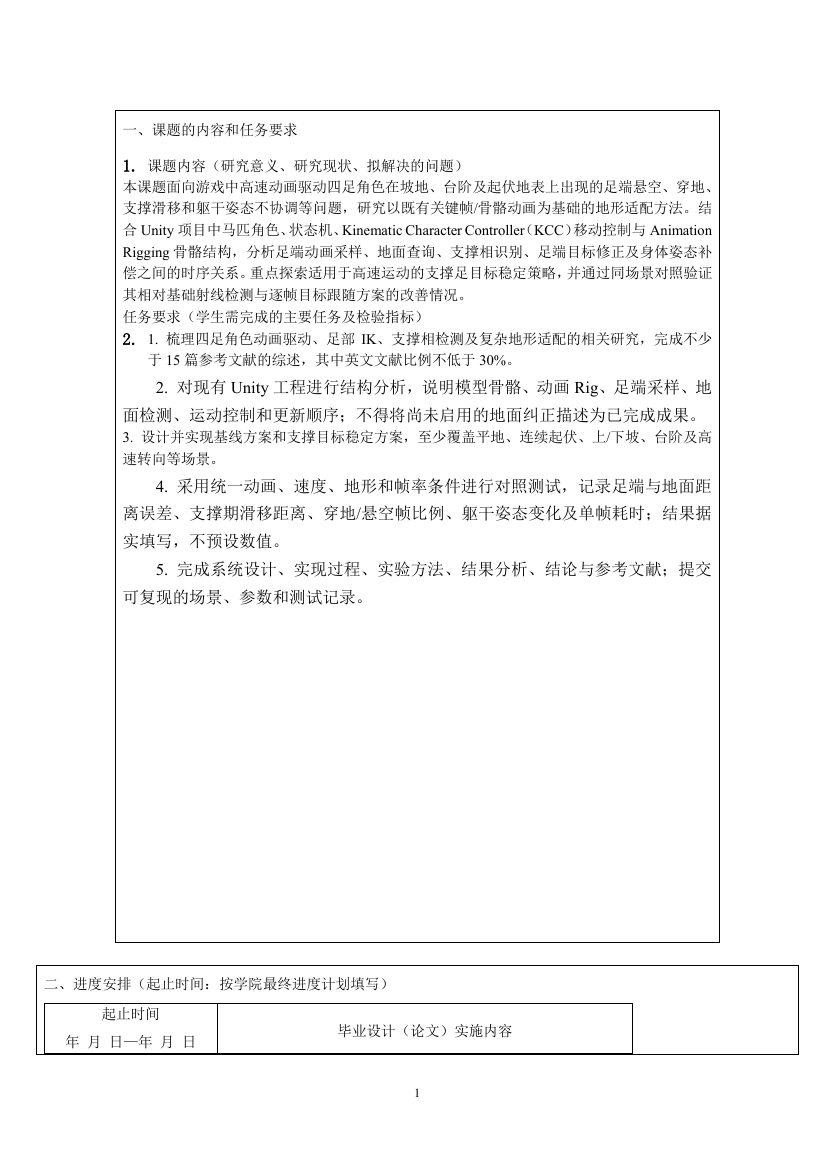 一、课题的内容和任务要求
1. 课题内容（研究意义、研究现状、拟解决的问题）
本课题面向游戏中高速动画驱动四足角色在坡地、台阶及起伏地表上出现的足端悬空、穿地、
支撑滑移和躯干姿态不协调等问题，研究以既有关键帧/骨骼动画为基础的地形适配方法。结
合 Unity 项目中马匹角色、状态机、Kinematic Character Controller（KCC）移动控制与 Animation
Rigging 骨骼结构，分析足端动画采样、地面查询、支撑相识别、足端目标修正及身体姿态补
偿之间的时序关系。重点探索适用于高速运动的支撑足目标稳定策略，并通过同场景对照验证
其相对基础射线检测与逐帧目标跟随方案的改善情况。
任务要求（学生需完成的主要任务及检验指标）
2. 1. 梳理四足角色动画驱动、足部 IK、支撑相检测及复杂地形适配的相关研究，完成不少
于 15 篇参考文献的综述，其中英文文献比例不低于 30%。
2. 对现有 Unity 工程进行结构分析，说明模型骨骼、动画 Rig、足端采样、地
面检测、运动控制和更新顺序；不得将尚未启用的地面纠正描述为已完成成果。
3. 设计并实现基线方案和支撑目标稳定方案，至少覆盖平地、连续起伏、上/下坡、台阶及高
速转向等场景。
4. 采用统一动画、速度、地形和帧率条件进行对照测试，记录足端与地面距
离误差、支撑期滑移距离、穿地/悬空帧比例、躯干姿态变化及单帧耗时；结果据
实填写，不预设数值。
5. 完成系统设计、实现过程、实验方法、结果分析、结论与参考文献；提交
可复现的场景、参数和测试记录。
二、进度安排（起止时间：按学院最终进度计划填写）
起止时间
年 月 日—年 月 日
毕业设计（论文）实施内容
1